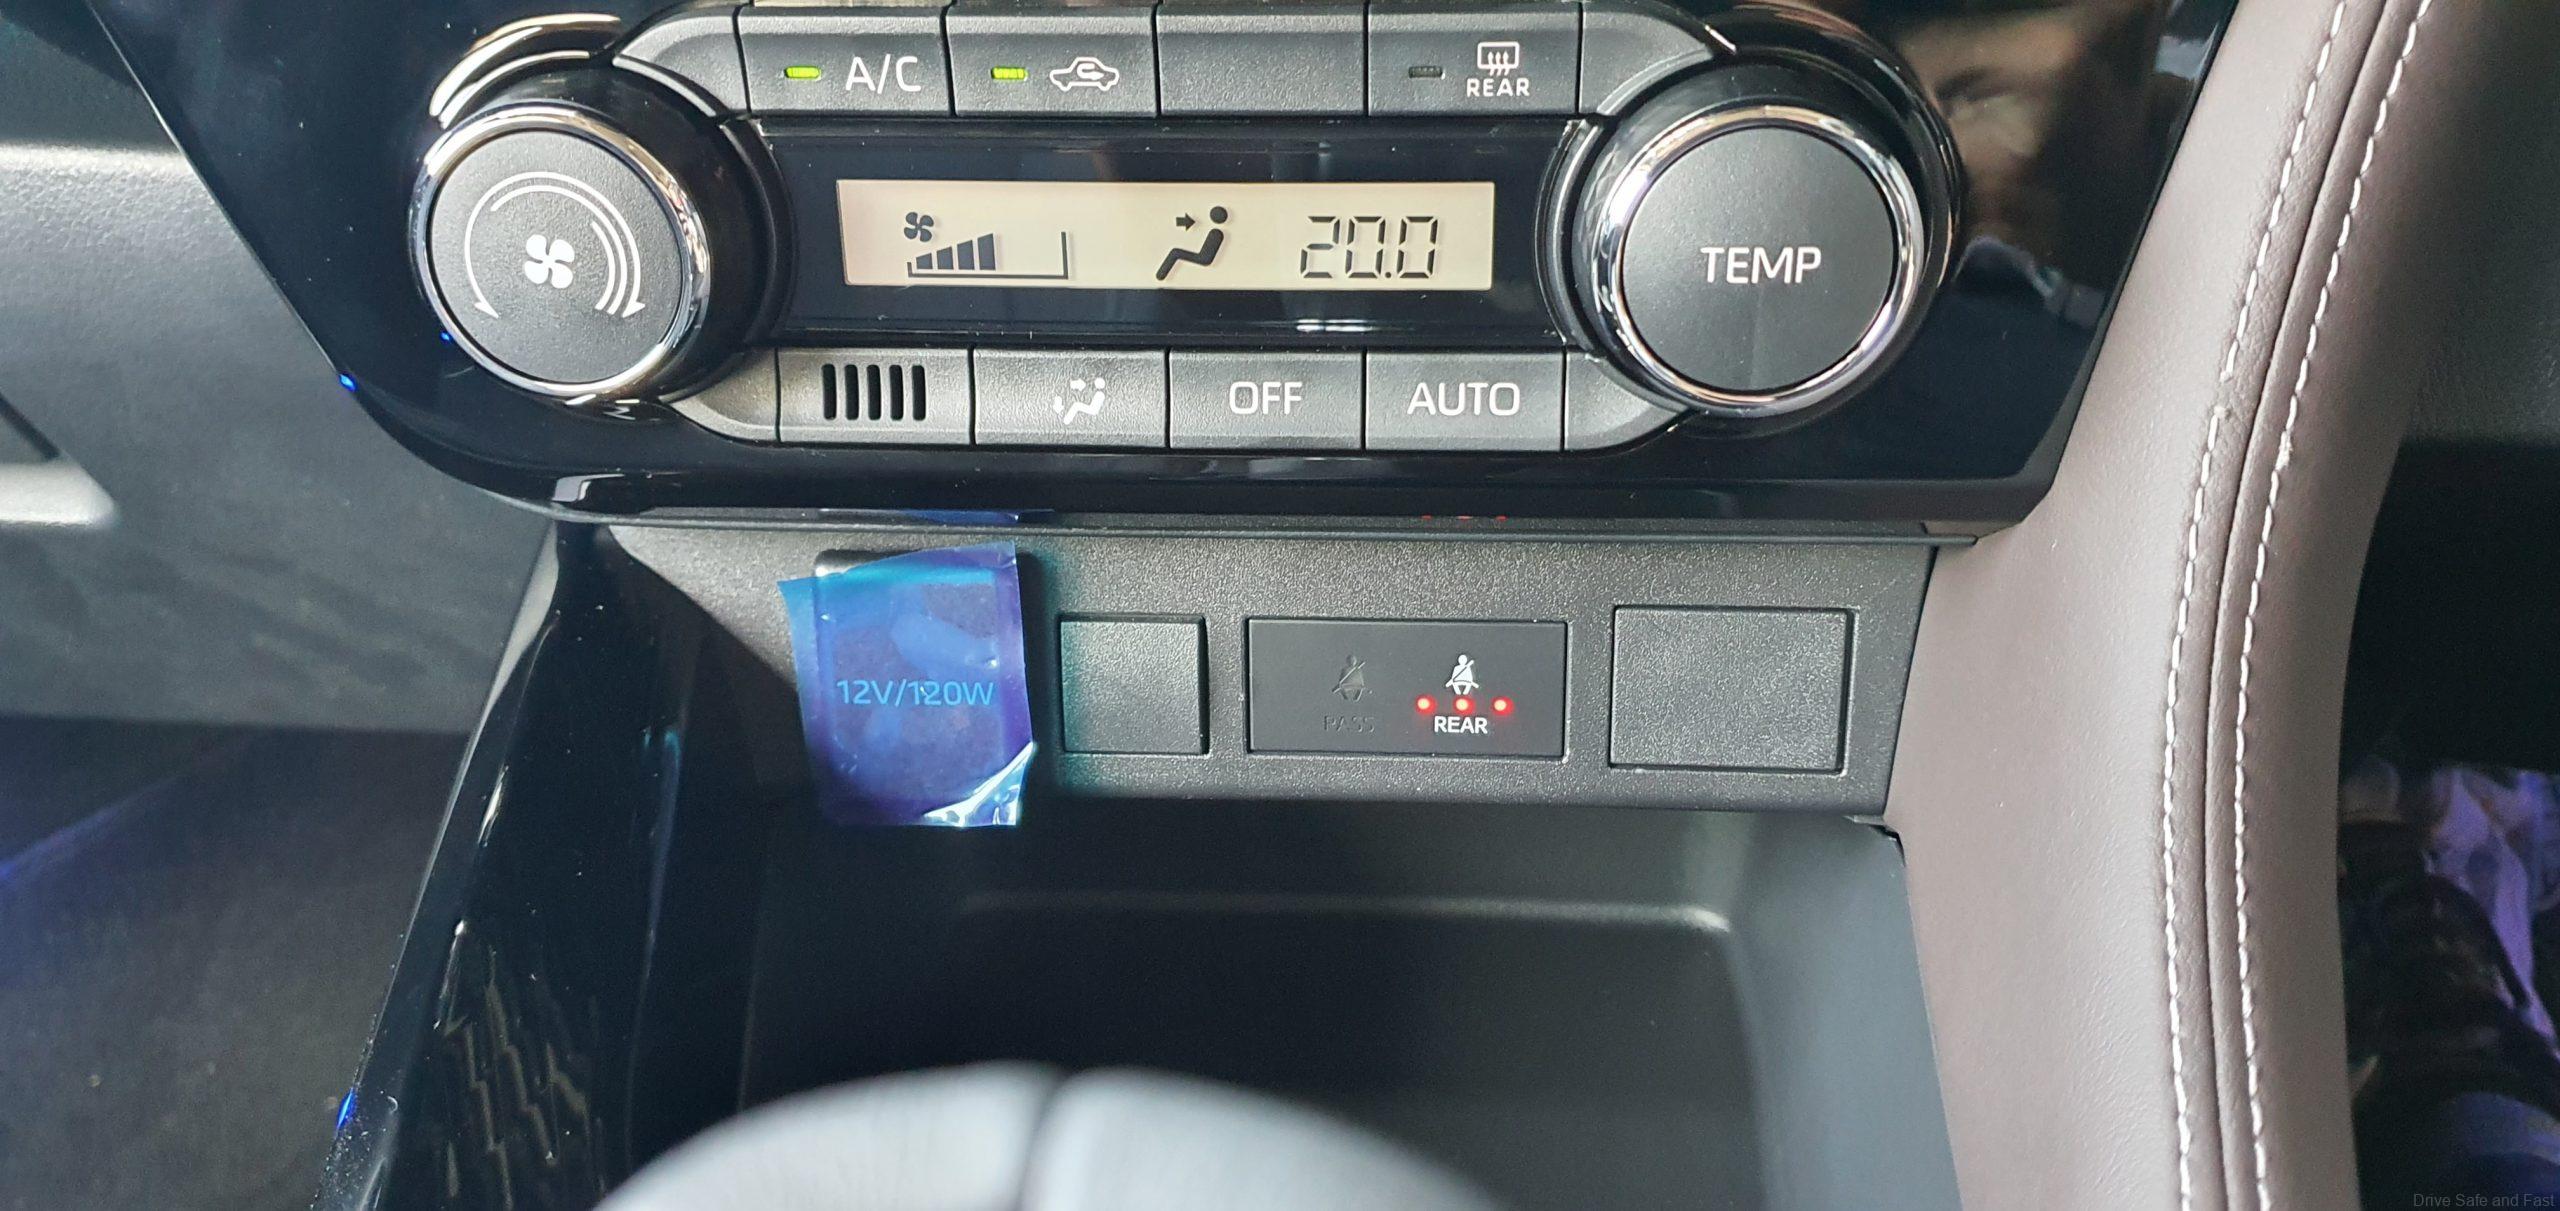 A/C
REAR
20.0
TEMP
OFF
AUTO
12V/120W
PASS
REAR
Drive Safe and Fast